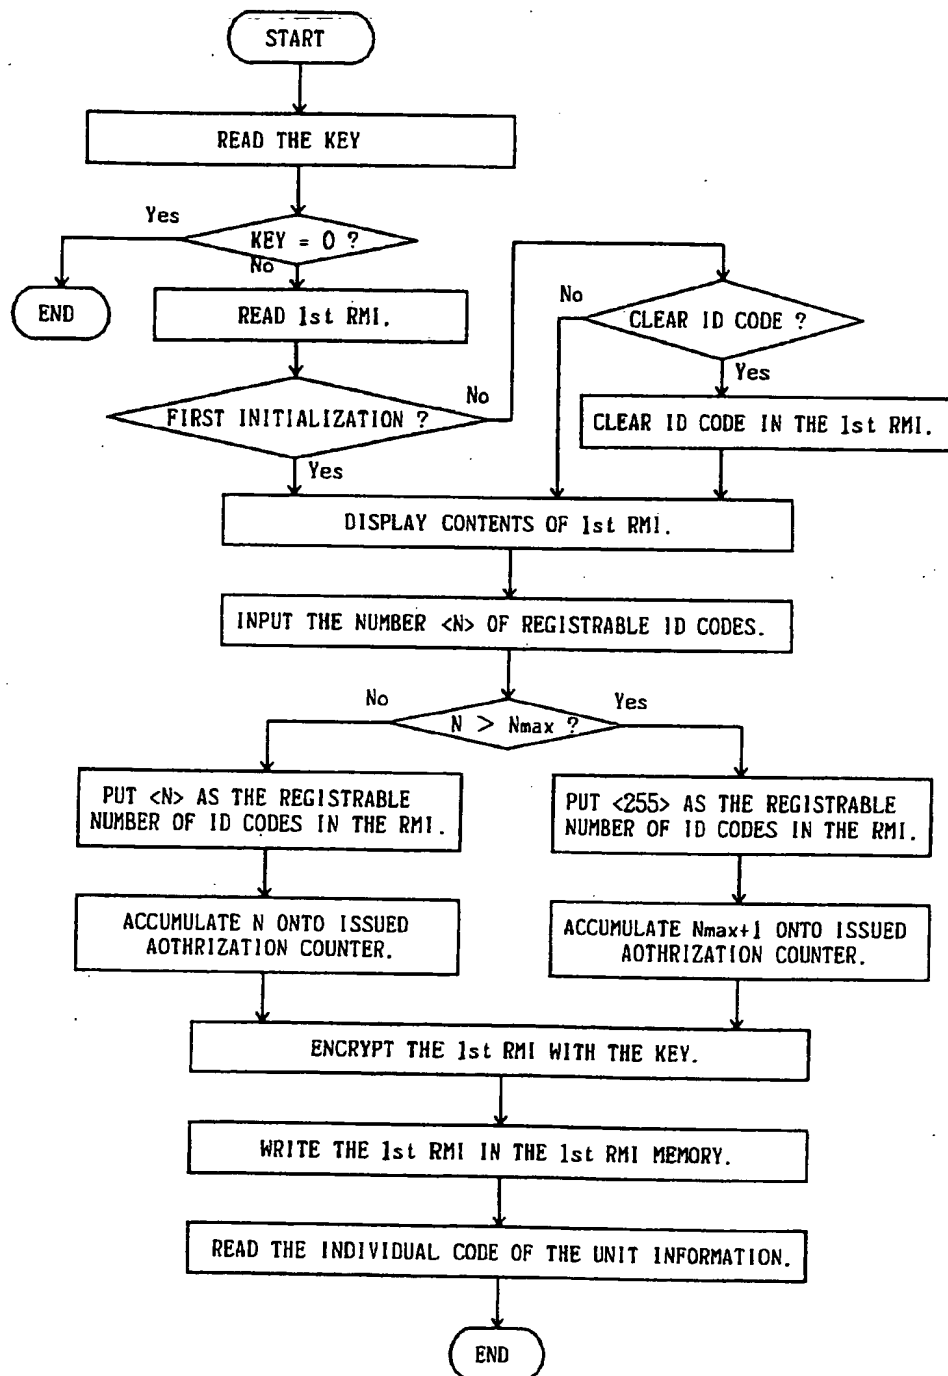 START
READ THE KEY
Yes
KEY = 0 ?
No
END
READ 1st RMI.
No
CLEAR ID CODE ?
Yes
No
FIRST INITIALIZATION ?
CLEAR ID CODE IN THE 1st RMI.
Yes
DISPLAY CONTENTS OF 1st RMI.
INPUT THE NUMBER <N> OF REGISTRABLE ID CODES.
No
Yes
N > Nmax ?
PUT <N> AS THE REGISTRABLE
NUMBER OF ID CODES IN THE RMI.
PUT <255> AS THE REGISTRABLE
NUMBER OF ID CODES IN THE RMI.
ACCUMULATE N ONTO ISSUED
AOTHRIZATION COUNTER.
ACCUMULATE Nmax+1 ONTO ISSUED
AOTHRIZATION COUNTER.
ENCRYPT THE 1st RMI WITH THE KEY.
WRITE THE 1st RMI IN THE 1st RMI MEMORY.
READ THE INDIVIDUAL CODE OF THE UNIT INFORMATION.
END